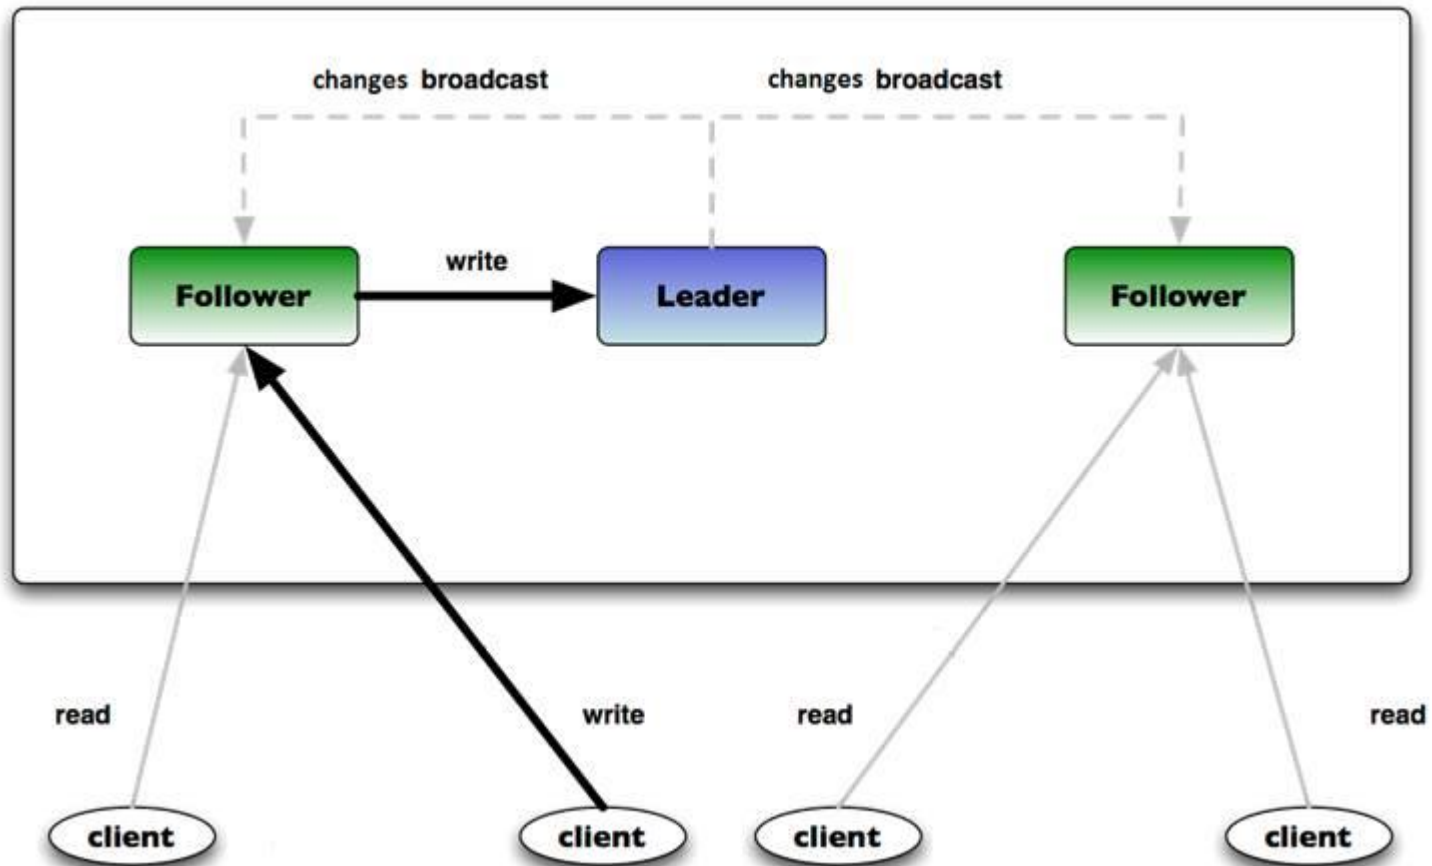 changes broadcast
changes broadcast
write
Follower
Leader
Follower
read
write
read
read
client
client
client
client